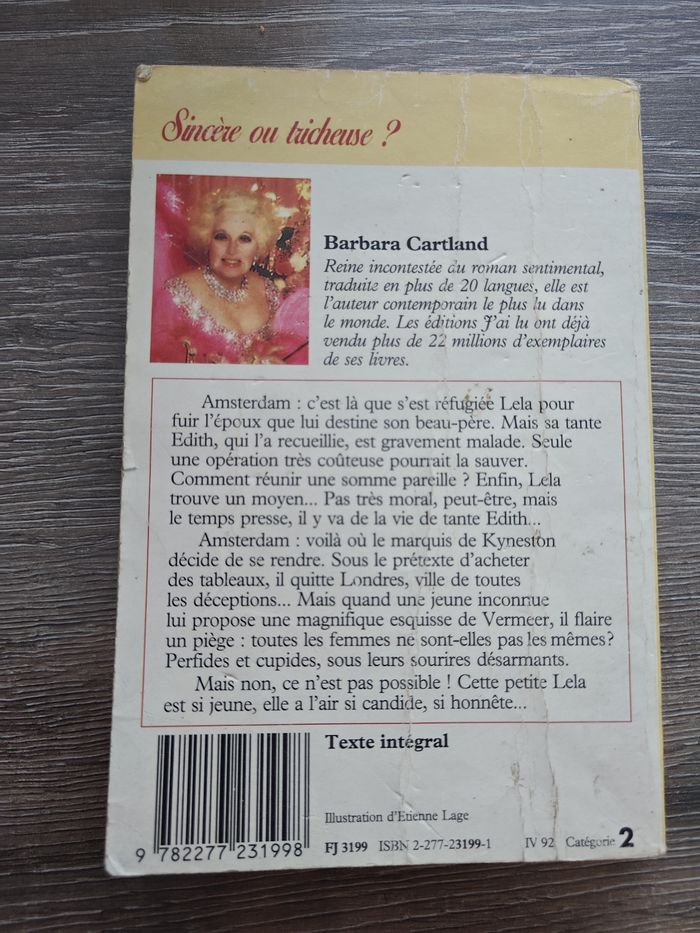 Sincère ou tricheuse ?
Barbara Cartland
Reine incontestée du roman sentimental,
traduite en plus de 20 langues, elle est
l'auteur contemporain le plus lu dans
le monde. Les éditions J'ai lu ont déjà
vendu plus de 22 millions d'exemplaires
de ses livres.
Amsterdam : c'est là que s'est réfugiée Lela pour
fuir l'époux que lui destine son beau-père. Mais sa tante
Edith, qui l'a recueillie, est gravement malade. Seule
une opération très coûteuse pourrait la sauver.
Comment réunir une somme pareille ? Enfin, Lela
trouve un moyen... Pas très moral, peut-être, mais
le temps presse, il y va de la vie de tante Edith...
Amsterdam : voilà où le marquis de Kyneston
décide de se rendre. Sous le prétexte d'acheter
des tableaux, il quitte Londres, ville de toutes
les déceptions... Mais quand une jeune inconnue
lui propose une magnifique esquisse de Vermeer, il flaire
un piège : toutes les femmes ne sont-elles pas les mêmes ?
Perfides et cupides, sous leurs sourires désarmants.
Mais non, ce n'est pas possible ! Cette petite Lela
est si jeune, elle a l'air si candide, si honnête...
Texte intégral
Illustration d'Etienne Lage
9 782277 231998
FJ 3199 ISBN 2-277-23199-1 IV 92 Catégorie 2